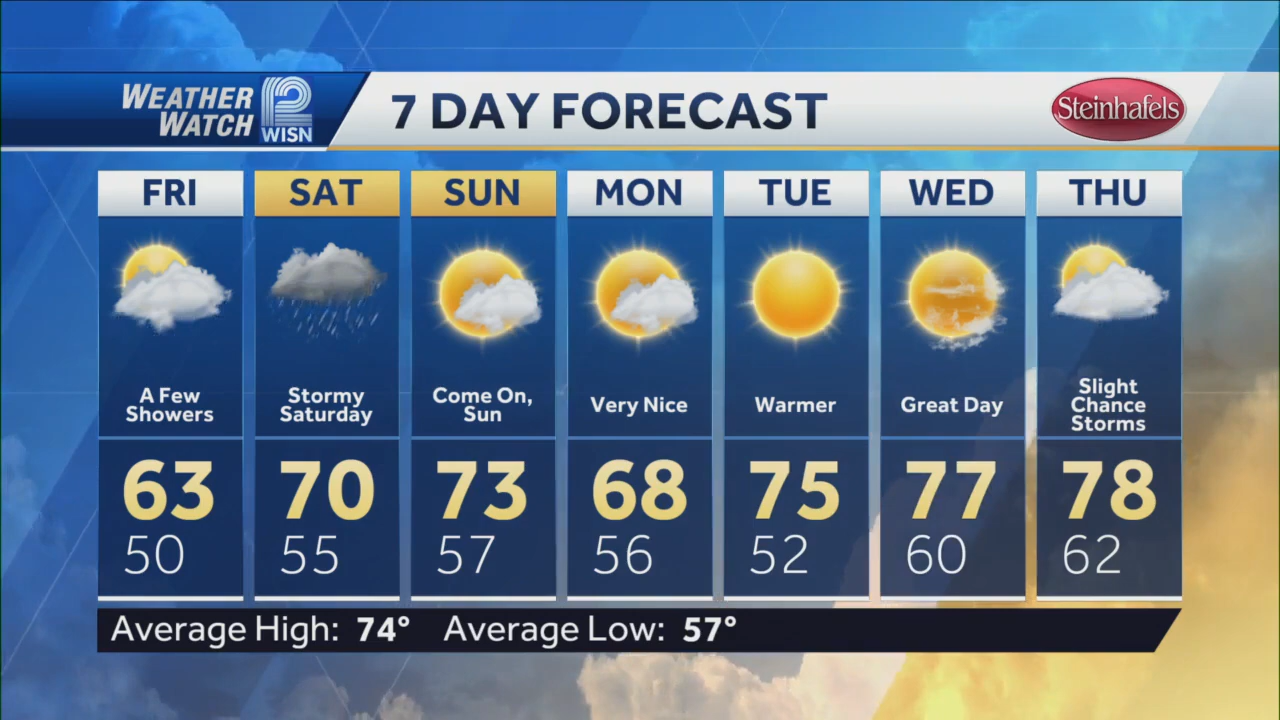 WEATHER
WATCH
12
WISN
7 DAY FORECAST
Steinhafels
FRI
SAT
SUN
MON
TUE
WED
THU
A Few
Showers
Stormy
Saturday
Come On,
Sun
Very Nice
Warmer
Great Day
Slight
Chance
Storms
63
70
73
68
75
77
78
50
55
57
56
52
60
62
Average High: 74° Average Low: 57°